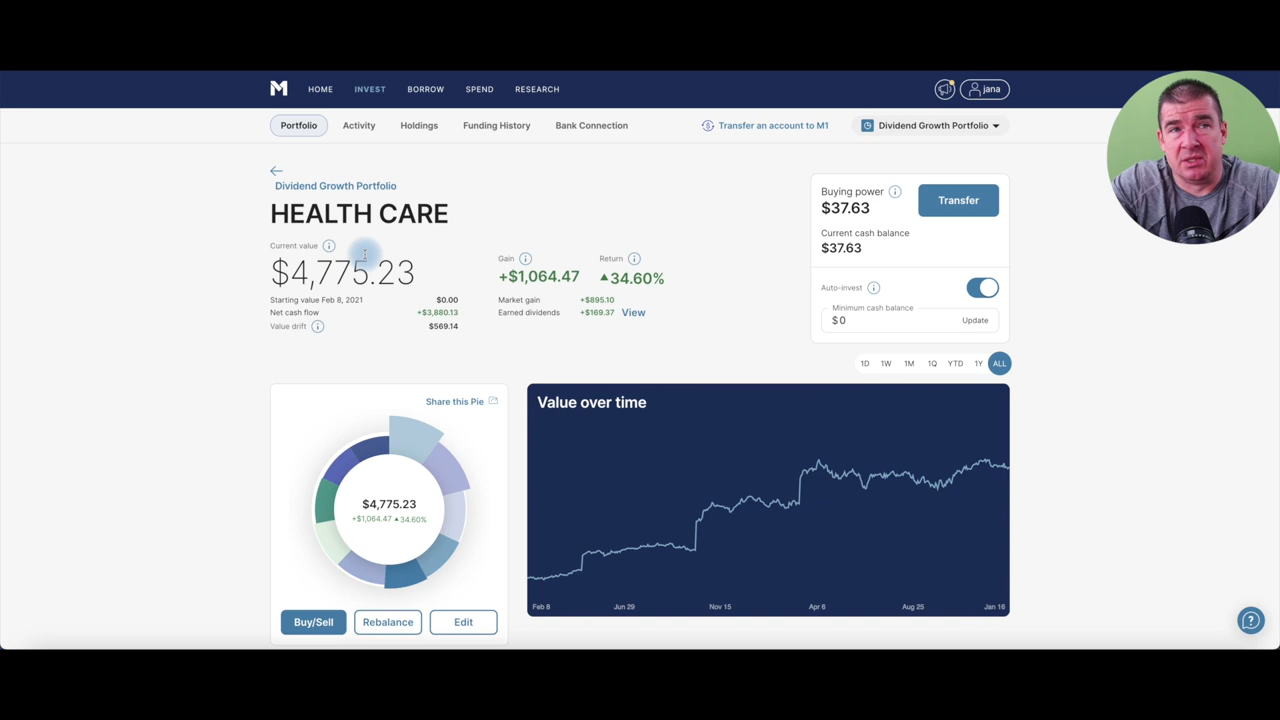 M HOME INVEST BORROW SPEND RESEARCH jana
Portfolio Activity Holdings Funding History Bank Connection Transfer an account to M1 Dividend Growth Portfolio
Dividend Growth Portfolio
HEALTH CARE
Current value
$4,775.23
Starting value Feb 8, 2021 $0.00
Net cash flow +$3,880.13
Value drift $569.14
Gain Return
+$1,064.47 34.60%
Market gain +$895.10
Earned dividends +$169.37 View
Buying power
$37.63
Transfer
Current cash balance
$37.63
Auto-invest
Minimum cash balance
$0 Update
1D 1W 1M 1Q YTD 1Y ALL
Share this Pie
$4,775.23
+$1,064.47 34.60%
Buy/Sell Rebalance Edit
Value over time
Feb 8 Jun 29 Nov 15 Apr 6 Aug 25 Jan 16